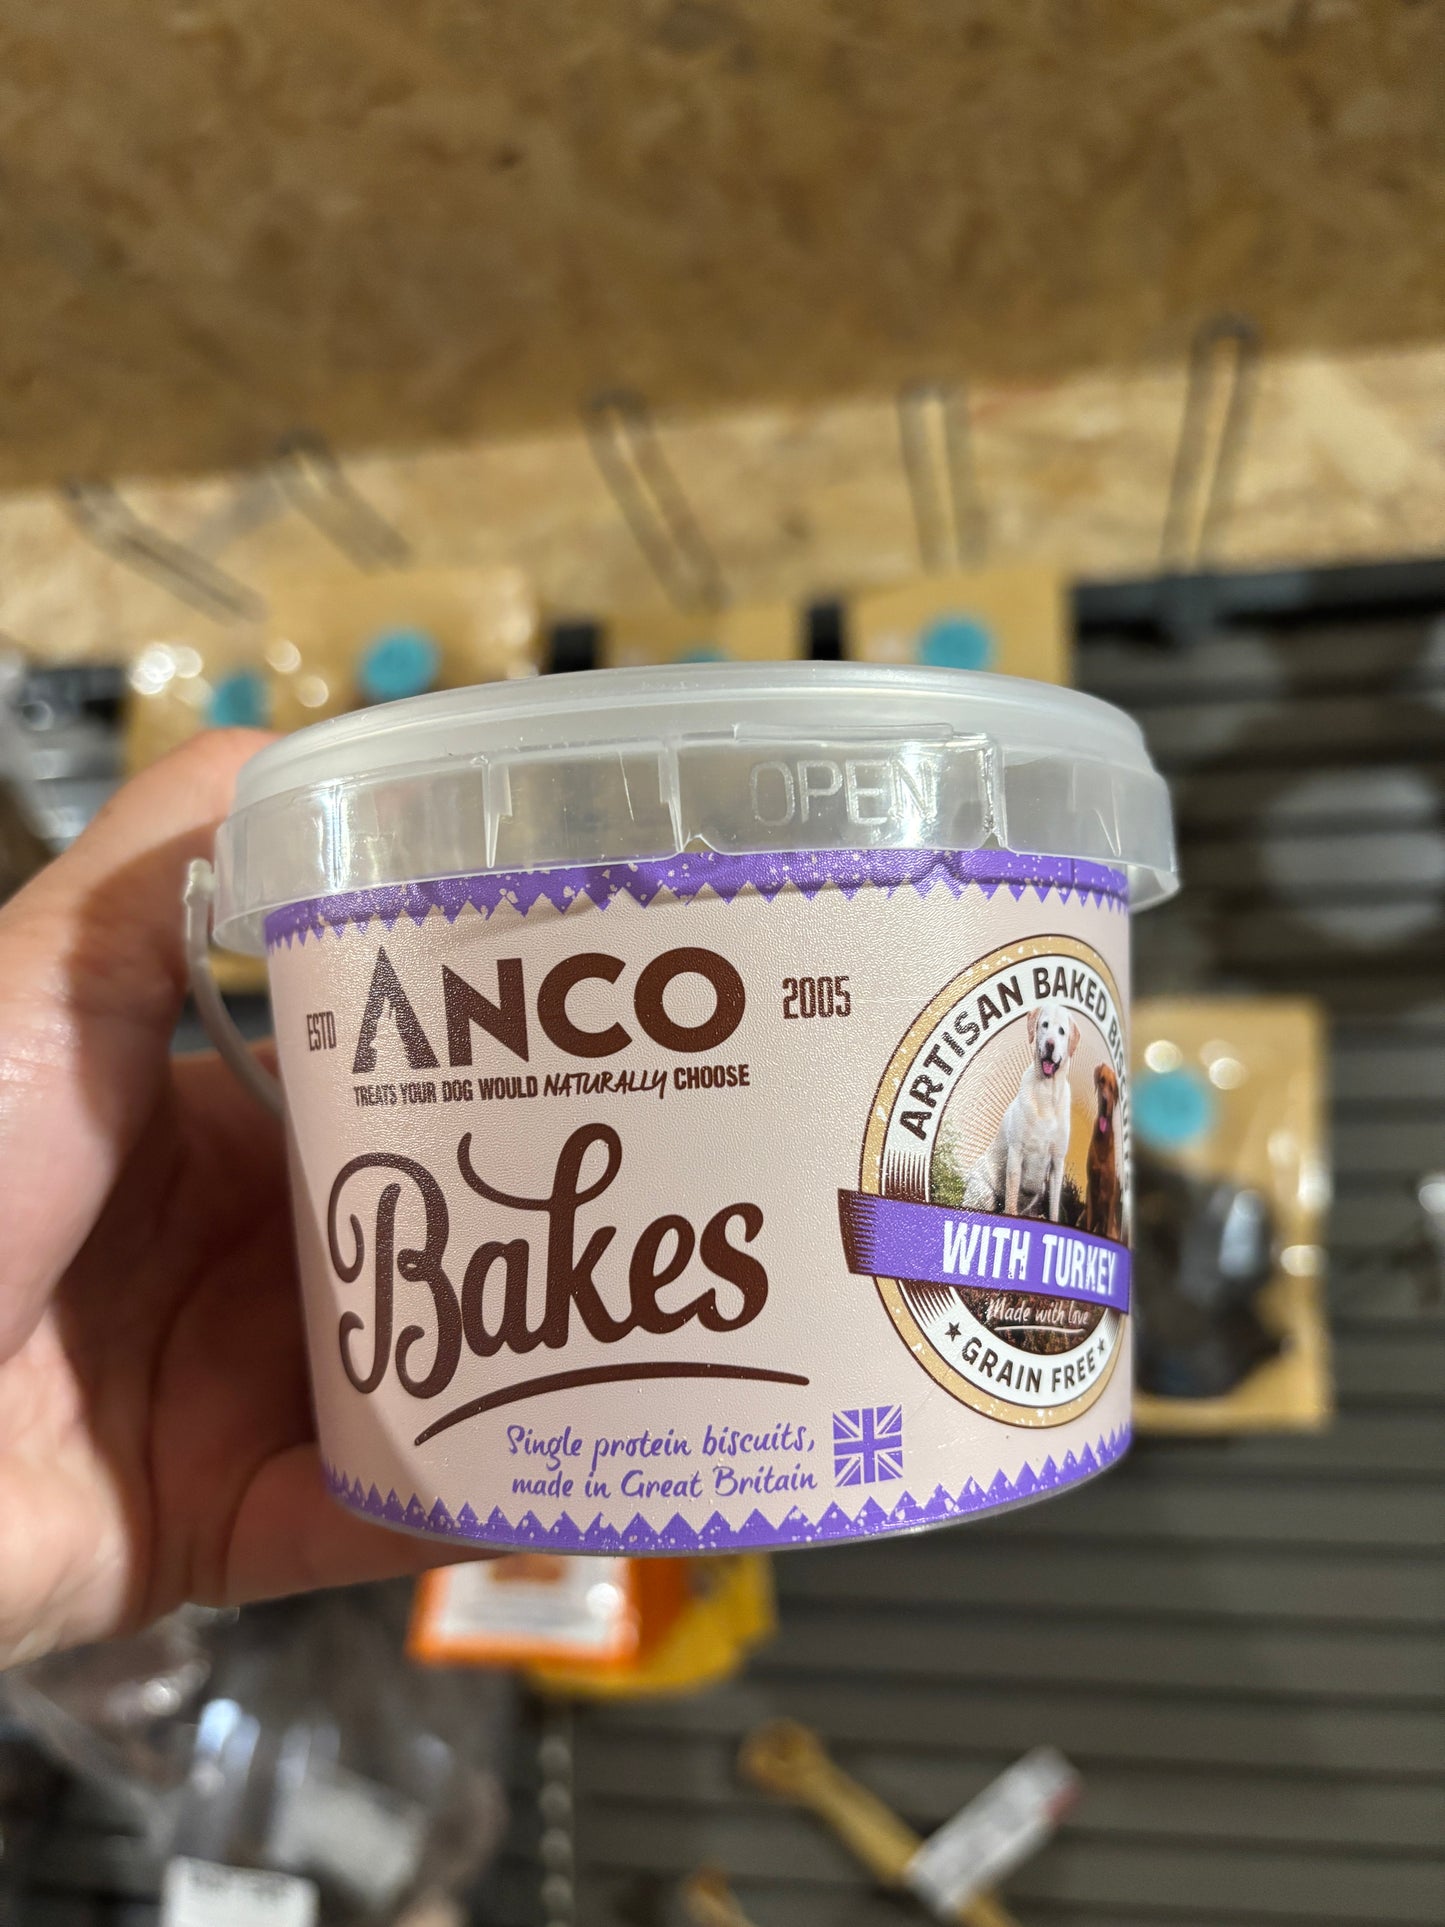 OPEN
ESTD ANCO 2005
TREATS YOUR DOG WOULD NATURALLY CHOOSE
Bakes
Single protein biscuits,
made in Great Britain
ARTISAN BAKED BISCUITS
WITH TURKEY
Made with love
GRAIN FREE